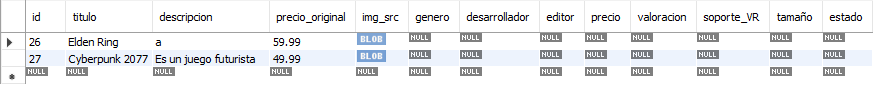 id titulo descripcion precio_original img_src genero desarrollador editor precio valoracion soporte_VR tamaño estado
26 Elden Ring a 59.99 BLOB NULL NULL NULL NULL NULL NULL NULL NULL
27 Cyberpunk 2077 Es un juego futurista 49.99 BLOB NULL NULL NULL NULL NULL NULL NULL NULL
NULL NULL NULL NULL NULL NULL NULL NULL NULL NULL NULL NULL NULL